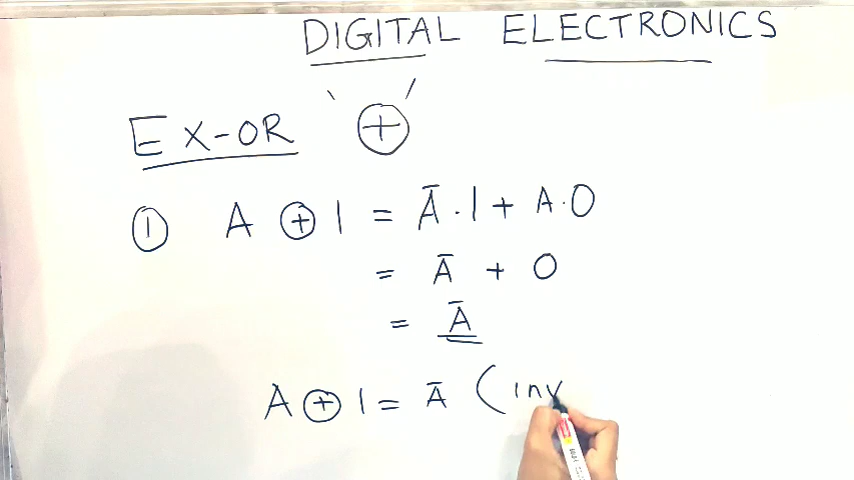 DIGITAL ELECTRONICS
EX-OR ‵⊕′
① A ⊕ 1 = Ā.1 + A.0
= Ā + 0
= Ā
A ⊕ 1 = Ā (inv